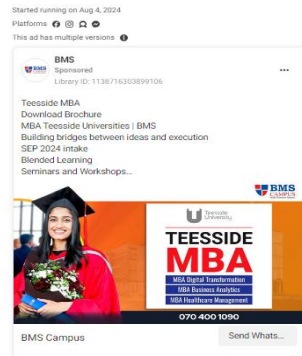 Started running on Aug 4, 2024
Platforms
This ad has multiple versions
BMS
Sponsored
Library ID: 1138716303899106
Teesside MBA
Download Brochure
MBA Teesside Universities | BMS
Building bridges between ideas and execution
SEP 2024 intake
Blended Learning
Seminars and Workshops...
BMS
CAMPUS
Teesside
University
TEESSIDE
MBA
MBA Digital Transformation
MBA Business Analytics
MBA Healthcare Management
070 400 1090
BMS Campus
Send Whats...